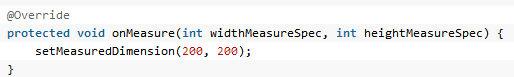 @Override
protected void onMeasure(int widthMeasureSpec, int heightMeasureSpec) {
    setMeasuredDimension(200, 200);
}